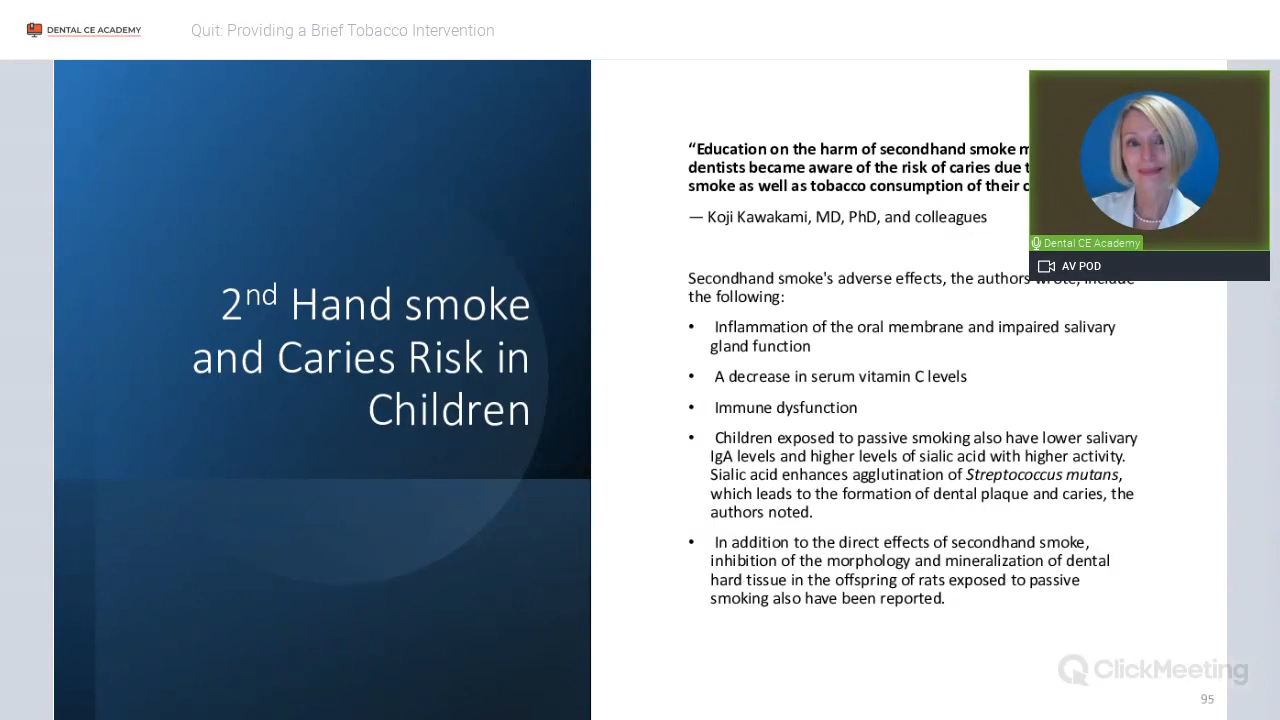 DENTAL CE ACADEMY
Quit: Providing a Brief Tobacco Intervention
2nd Hand smoke
and Caries Risk in
Children
“Education on the harm of secondhand smoke
dentists became aware of the risk of caries due
smoke as well as tobacco consumption of their
— Koji Kawakami, MD, PhD, and colleagues
Secondhand smoke's adverse effects, the authors wrote, include
the following:
• Inflammation of the oral membrane and impaired salivary
gland function
• A decrease in serum vitamin C levels
• Immune dysfunction
• Children exposed to passive smoking also have lower salivary
IgA levels and higher levels of sialic acid with higher activity.
Sialic acid enhances agglutination of Streptococcus mutans,
which leads to the formation of dental plaque and caries, the
authors noted.
• In addition to the direct effects of secondhand smoke,
inhibition of the morphology and mineralization of dental
hard tissue in the offspring of rats exposed to passive
smoking also have been reported.
Dental CE Academy
AV POD
ClickMeeting
95